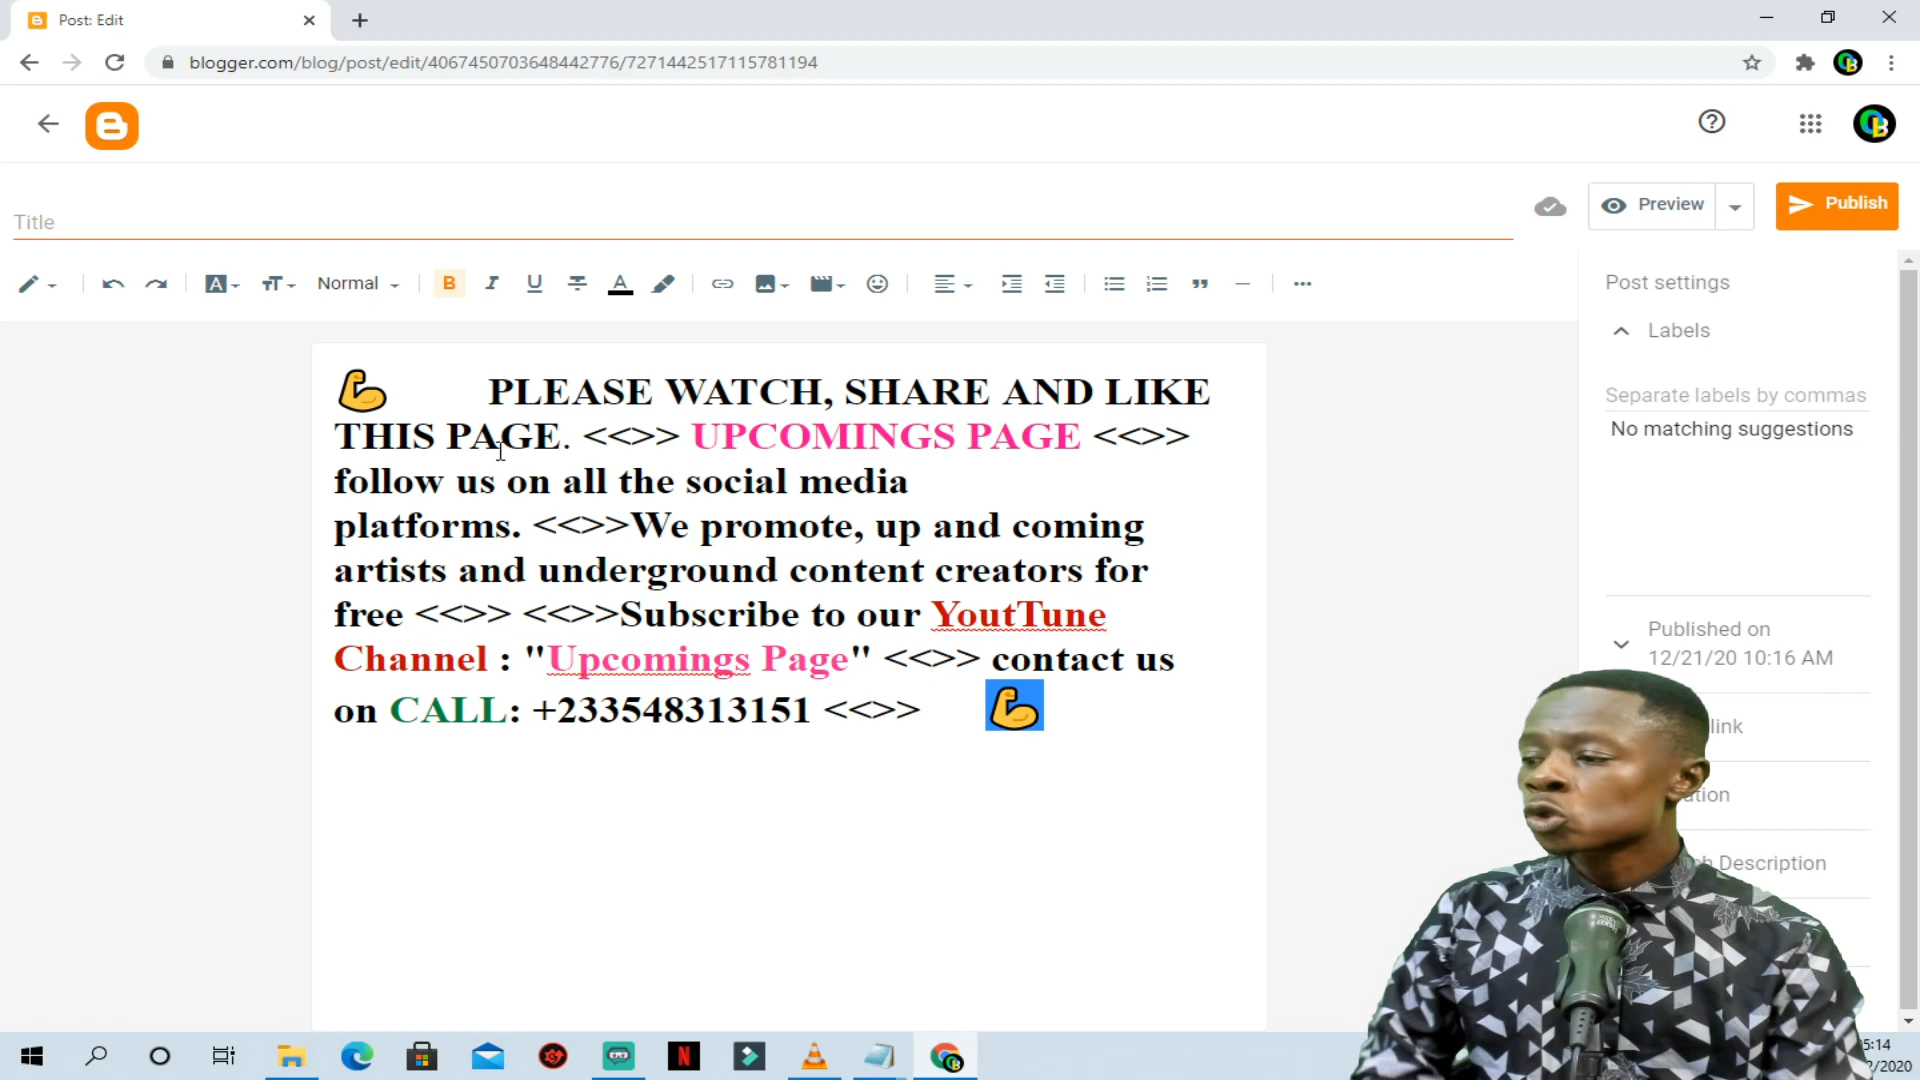 Post: Edit
blogger.com/blog/post/edit/4067450703648442776/7271442517115781194
Title
Preview
Publish
Normal
B
Post settings
Labels
Separate labels by commas
No matching suggestions
Published on
12/21/20 10:16 AM
link
Description
PLEASE WATCH, SHARE AND LIKE
THIS PAGE. <<>> UPCOMINGS PAGE <<>>
follow us on all the social media
platforms. <<>>We promote, up and coming
artists and underground content creators for
free <<>> <<>>Subscribe to our YoutTune
Channel : "Upcomings Page" <<>> contact us
on CALL: +233548313151 <<>>